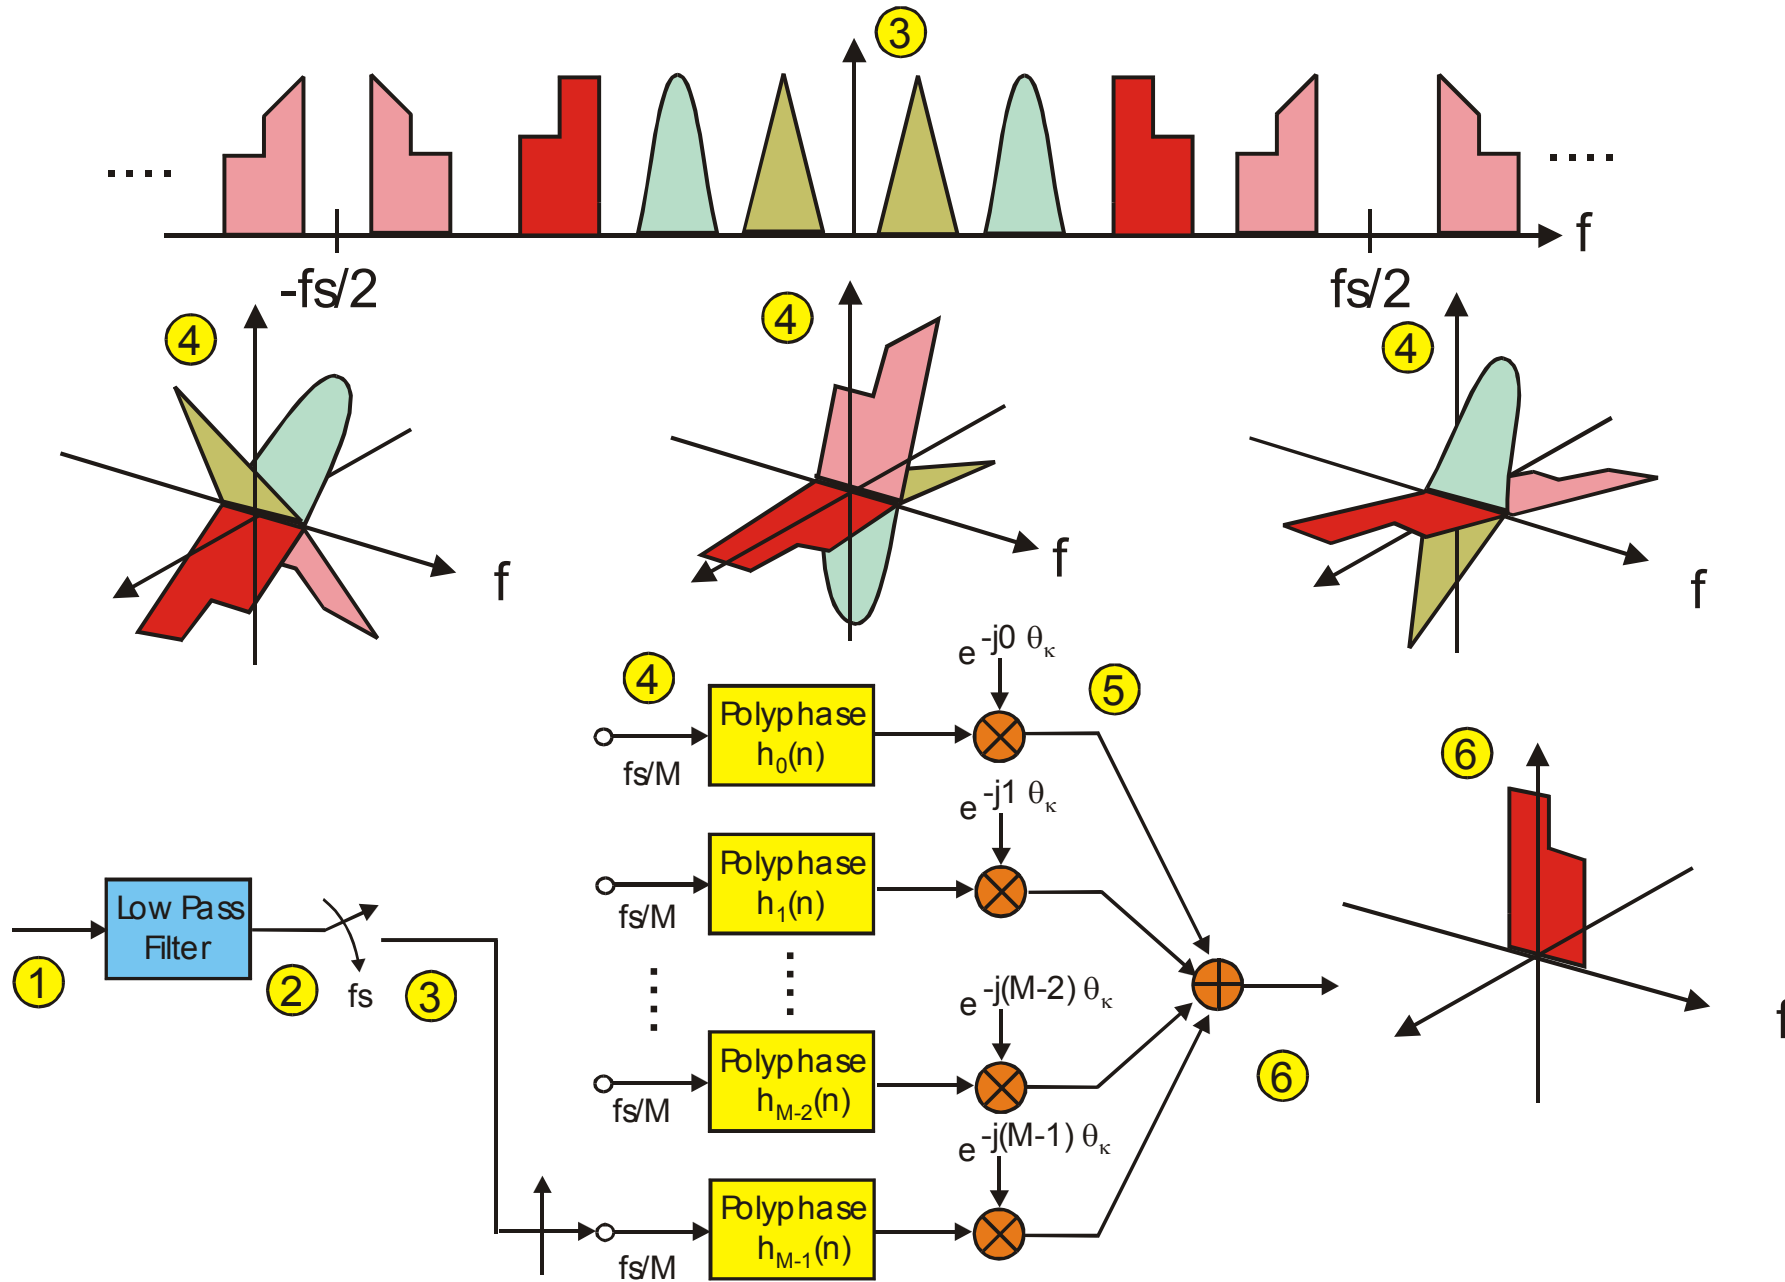 3
....
....
f
-fs/2
fs/2
4
4
4
f
f
f
4
Polyphase
h0(n)
fs/M
e-j0 θκ
5
Polyphase
h1(n)
fs/M
e-j1 θκ
6
Low Pass
Filter
1
2
fs
3
Polyphase
hM-2(n)
fs/M
e-j(M-2) θκ
6
f
Polyphase
hM-1(n)
fs/M
e-j(M-1) θκ